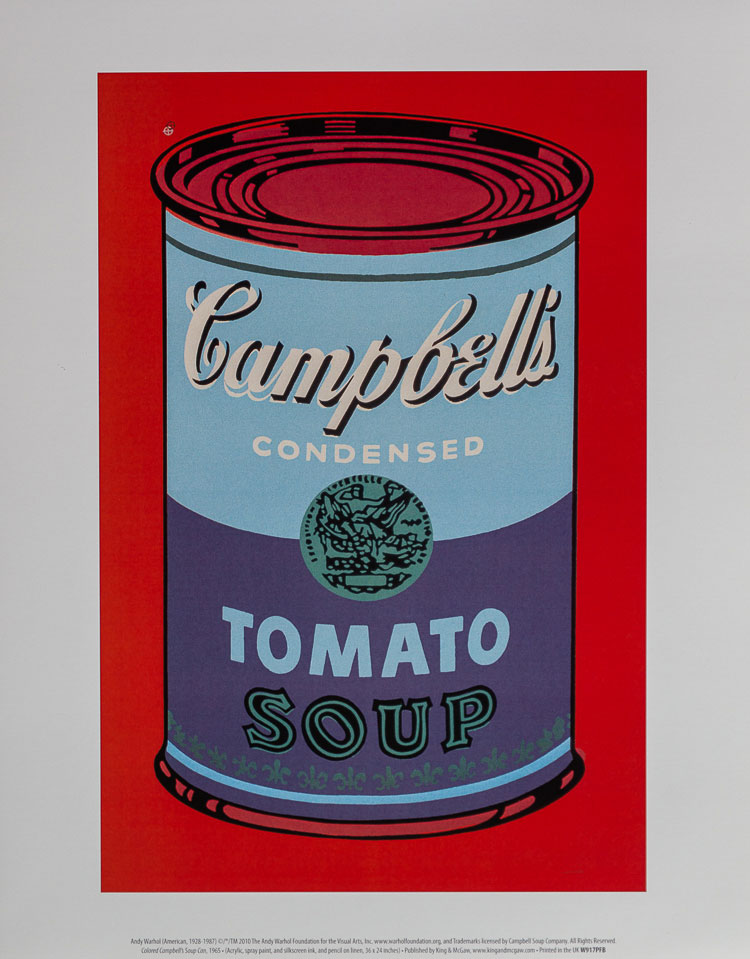 Campbell's
CONDENSED
TOMATO
SOUP
Andy Warhol (American, 1928-1987) ©/®/TM 2010 The Andy Warhol Foundation for the Visual Arts, Inc. www.warholfoundation.org, and Trademarks licensed by Campbell Soup Company. All Rights Reserved.
Colored Campbell's Soup Can, 1965 • (Acrylic, spray paint, and silkscreen ink, and pencil on linen, 36 x 24 inches) • Published by King & McGaw, www.kingandmcgaw.com • Printed in the UK W917PFB